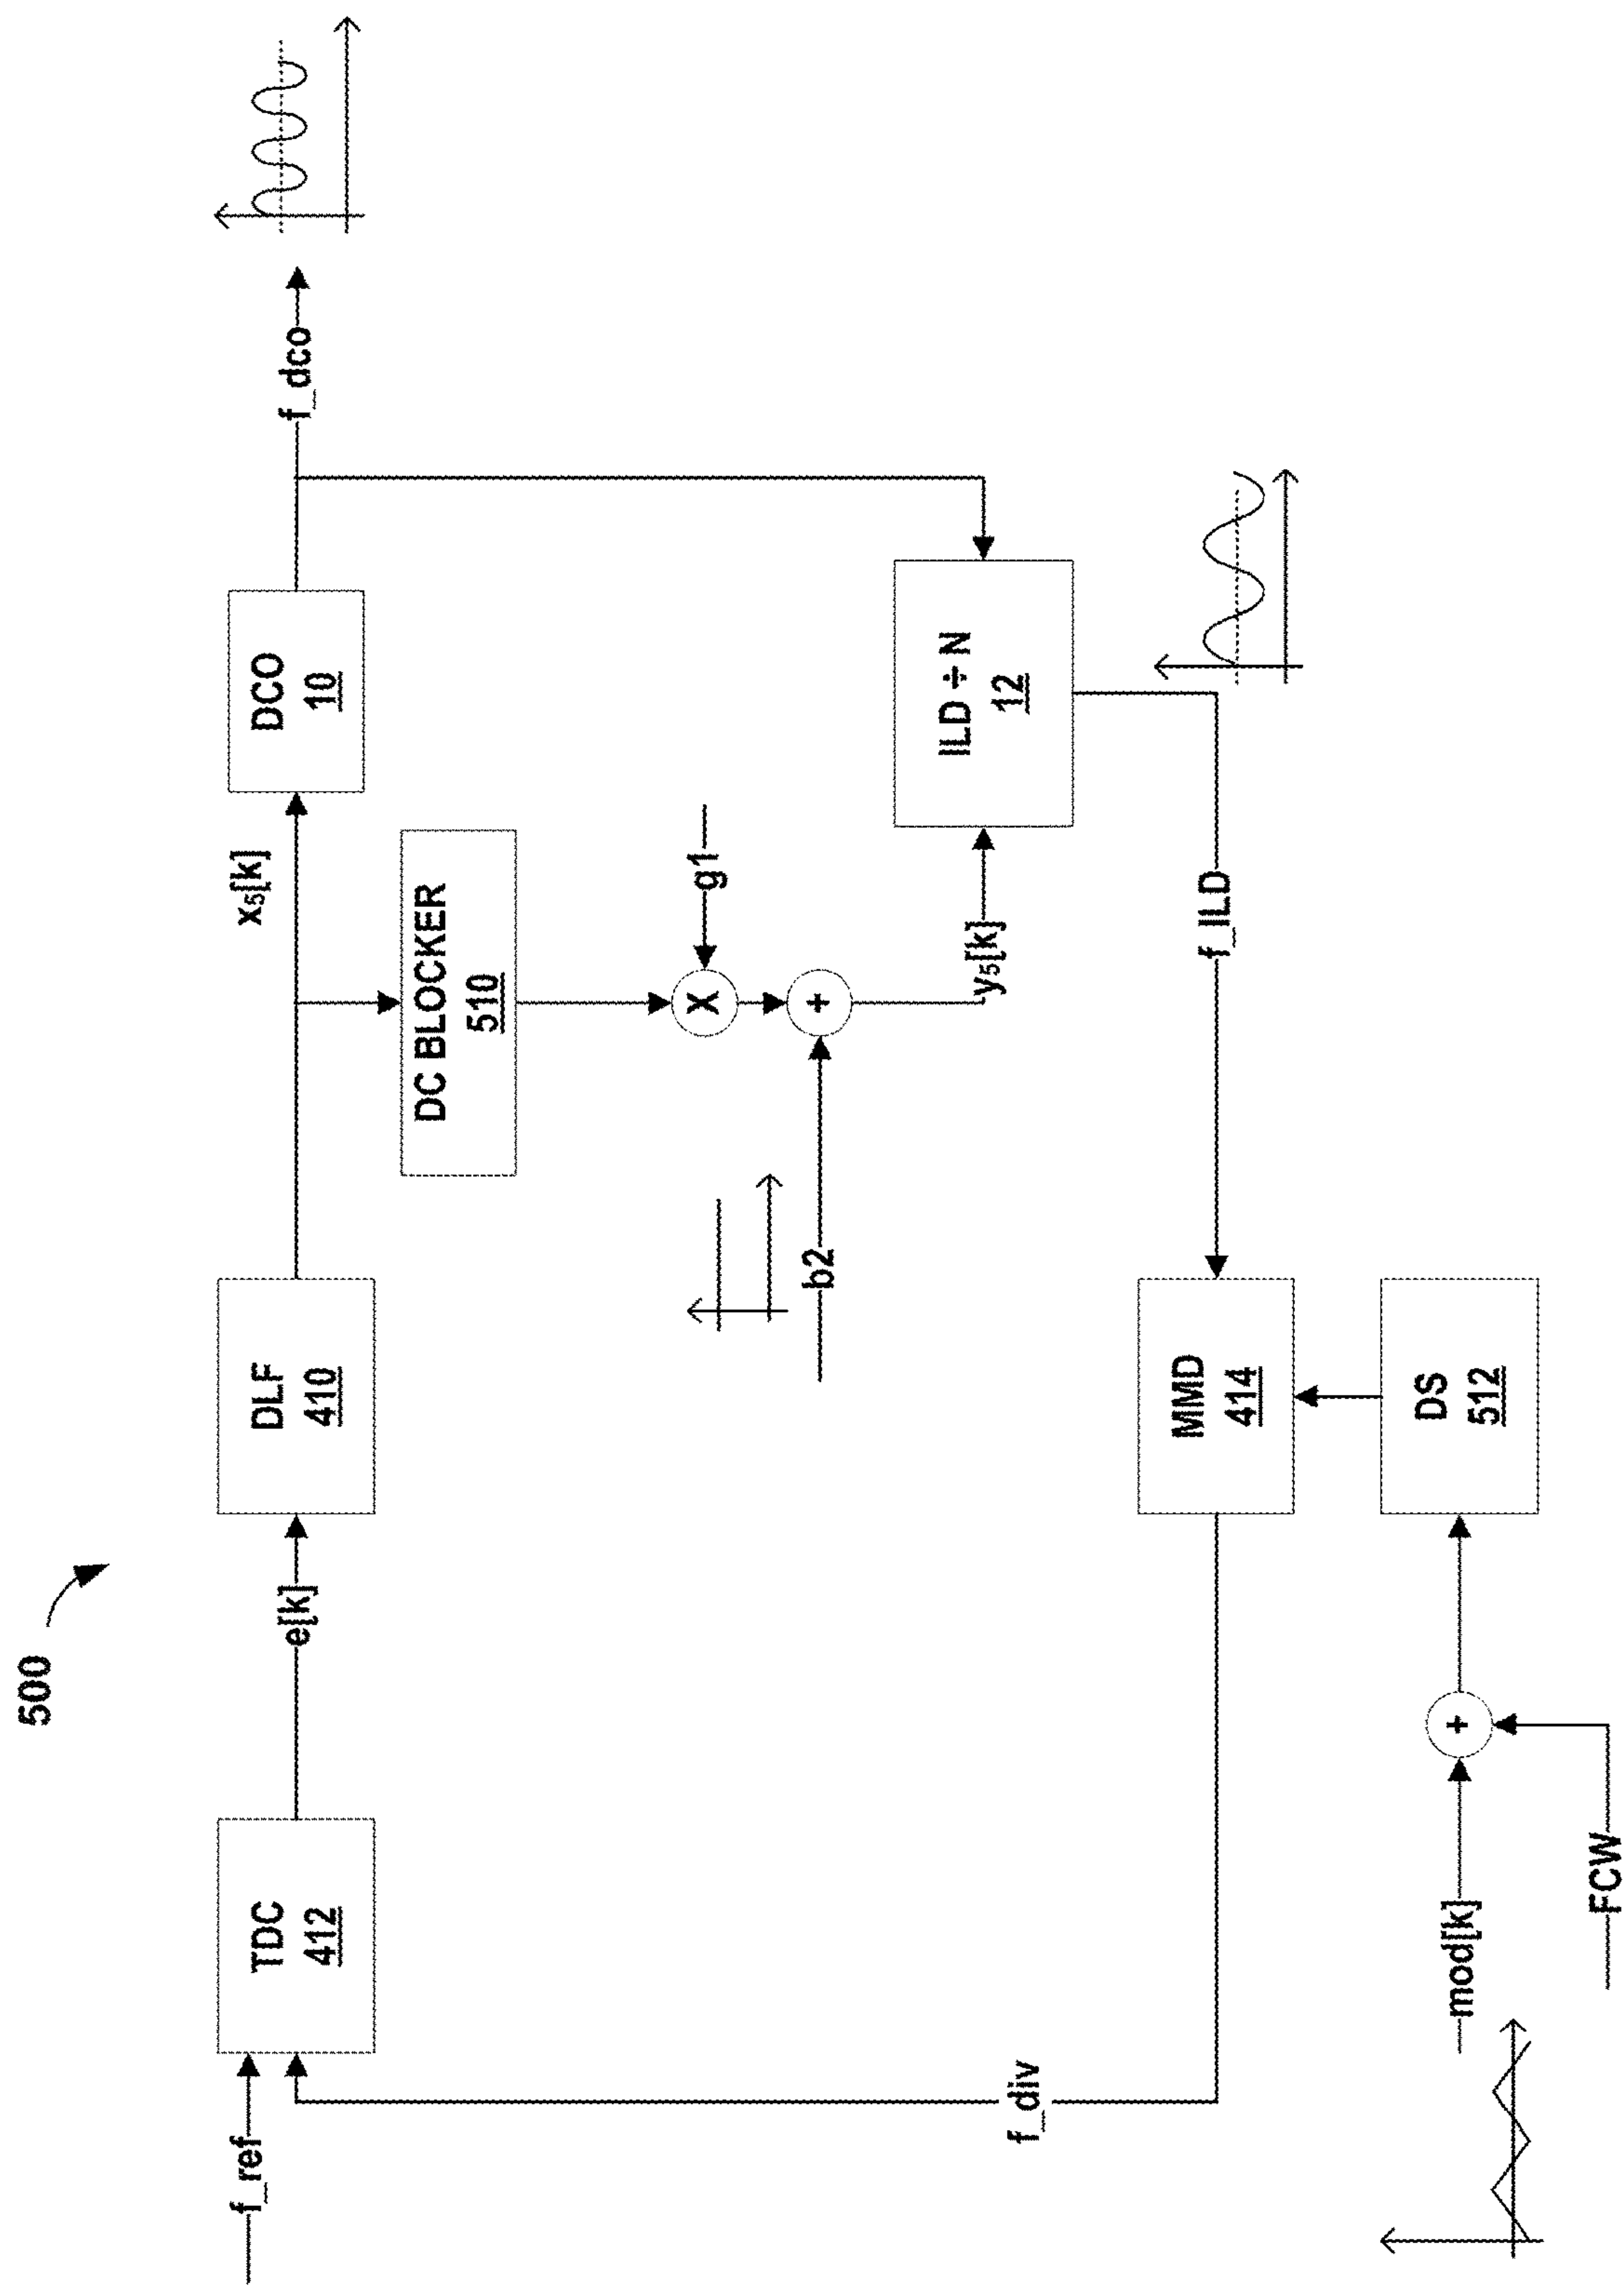 500
f_ref
TDC
412
e[k]
DLF
410
x₅[k]
DCO
10
f_dco
DC BLOCKER
510
X
g1
b2
+
y₅[k]
ILD ÷ N
12
f_ILD
f_div
MMD
414
DS
512
mod[k]
+
FCW